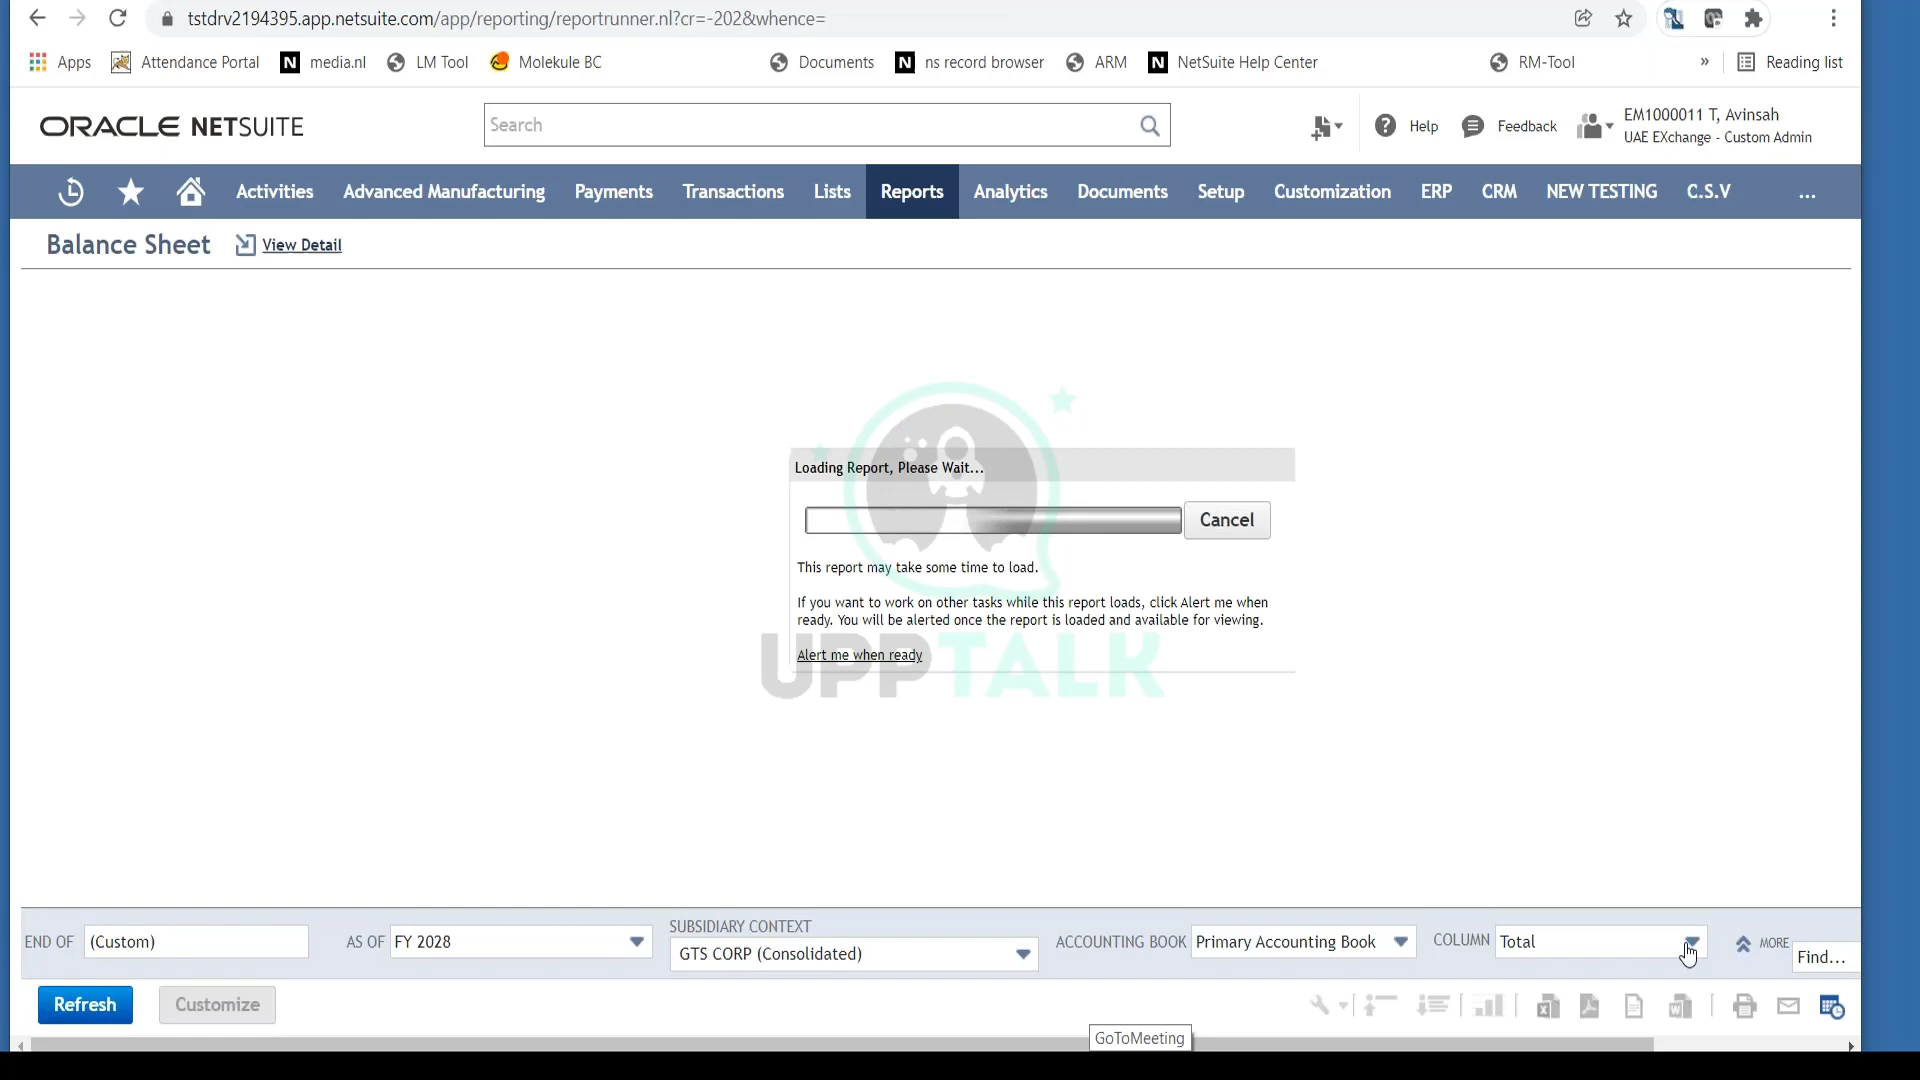 tstdrv2194395.app.netsuite.com/app/reporting/reportrunner.nl?cr=-202&whence=
Apps Attendance Portal N media.nl LM Tool Molekule BC Documents N ns record browser ARM N NetSuite Help Center RM-Tool » Reading list
ORACLE NETSUITE Search Help Feedback EM1000011 T, Avinsah
UAE EXchange - Custom Admin
Activities Advanced Manufacturing Payments Transactions Lists Reports Analytics Documents Setup Customization ERP CRM NEW TESTING C.S.V ...
Balance Sheet View Detail
Loading Report, Please Wait...
Cancel
This report may take some time to load.
If you want to work on other tasks while this report loads, click Alert me when
ready. You will be alerted once the report is loaded and available for viewing.
Alert me when ready
UPPTALK
SUBSIDIARY CONTEXT
END OF (Custom) AS OF FY 2028 GTS CORP (Consolidated) ACCOUNTING BOOK Primary Accounting Book COLUMN Total MORE Find...
Refresh Customize
GoToMeeting